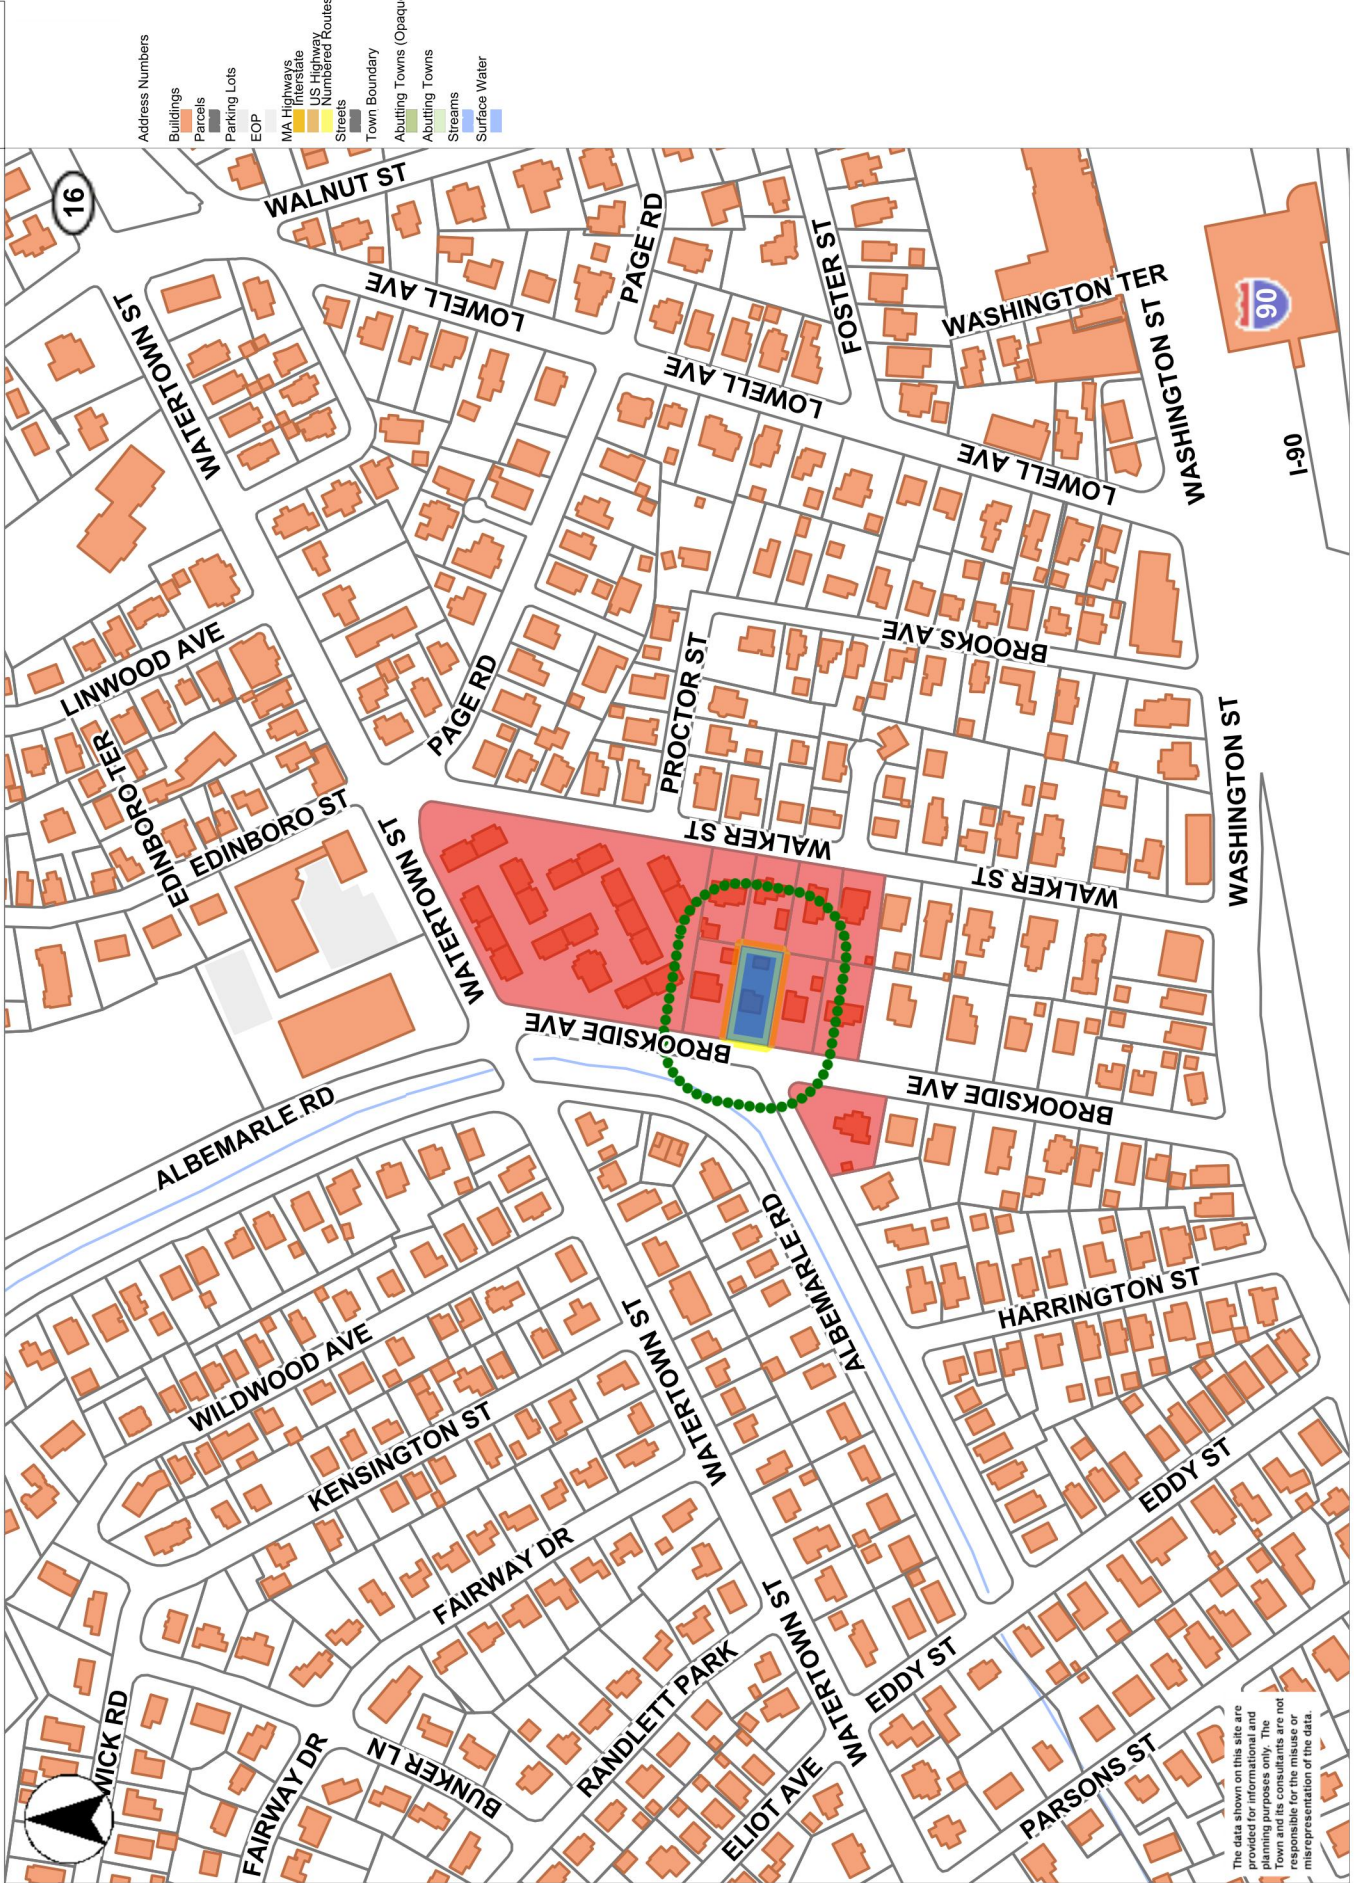 Address Numbers
Buildings
Parcels
Parking Lots
EOP
MA Highways
Interstate
US Highway
Numbered Routes
Streets
Town Boundary
Abutting Towns (Opaqu
Abutting Towns
Streams
Surface Water
16
WALNUT ST
LOWELL AVE
PAGE RD
FOSTER ST
WASHINGTON TER
90
WATERTOWN ST
LOWELL AVE
WASHINGTON ST
LOWELL AVE
I-90
LINWOOD AVE
EDINBORO TER
EDINBORO ST
PAGE RD
PROCTOR ST
BROOKS AVE
WASHINGTON ST
WATERTOWN ST
WALKER ST
WALKER ST
BROOKSIDE AVE
BROOKSIDE AVE
ALBEMARLE RD
ALBEMARLE RD
HARRINGTON ST
WILDWOOD AVE
KENSINGTON ST
WATERTOWN ST
EDDY ST
FAIRWAY DR
WATERTOWN ST
EDDY ST
RANDLETT PARK
WICK RD
FAIRWAY DR
BUNKER LN
ELIOT AVE
PARSONS ST
The data shown on this site are
provided for informational and
planning purposes only. The
Town and its consultants are not
responsible for the misuse or
misrepresentation of the data.